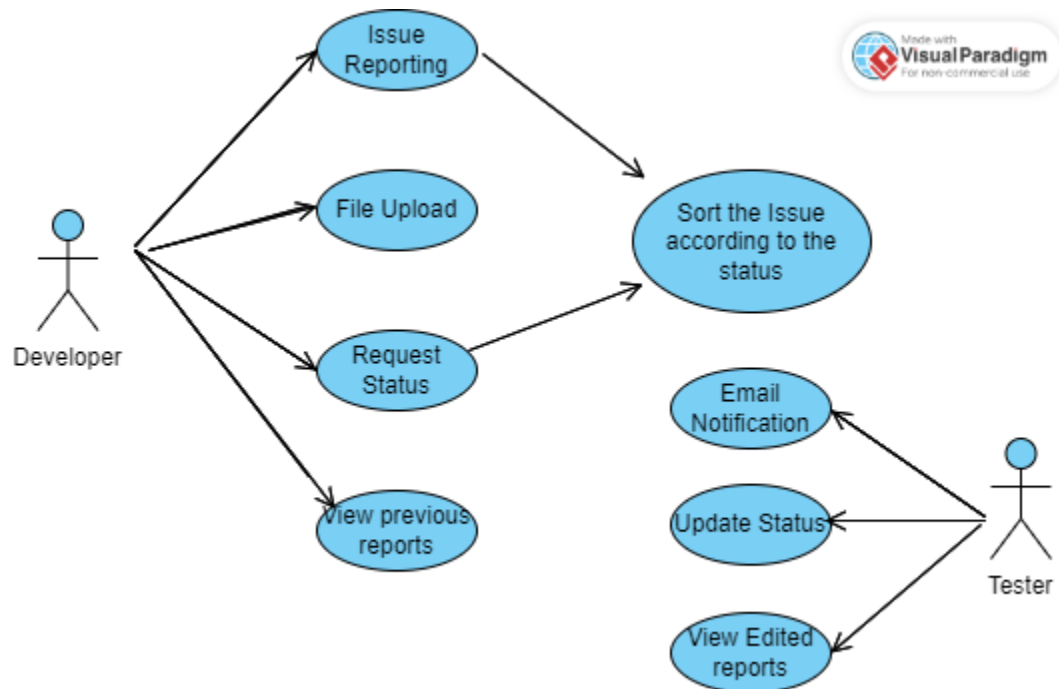 Issue
Reporting
Made with
Visual Paradigm
For non-commercial use
File Upload
Sort the Issue
according to the
status
Developer
Request
Status
Email
Notification
View previous
reports
Update Status
Tester
View Edited
reports